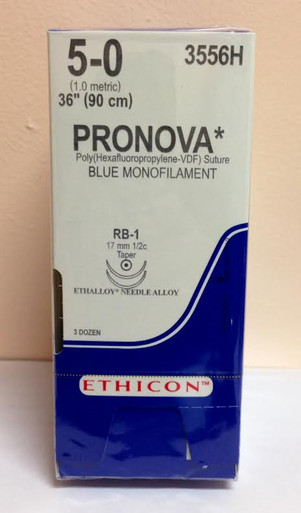 5-0
3556H
(1.0 metric)
36" (90 cm)
PRONOVA*
Poly(Hexafluoropropylene-VDF) Suture
BLUE MONOFILAMENT
RB-1
17 mm 1/2c
Taper
ETHALLOY* NEEDLE ALLOY
3 DOZEN
ETHICON™